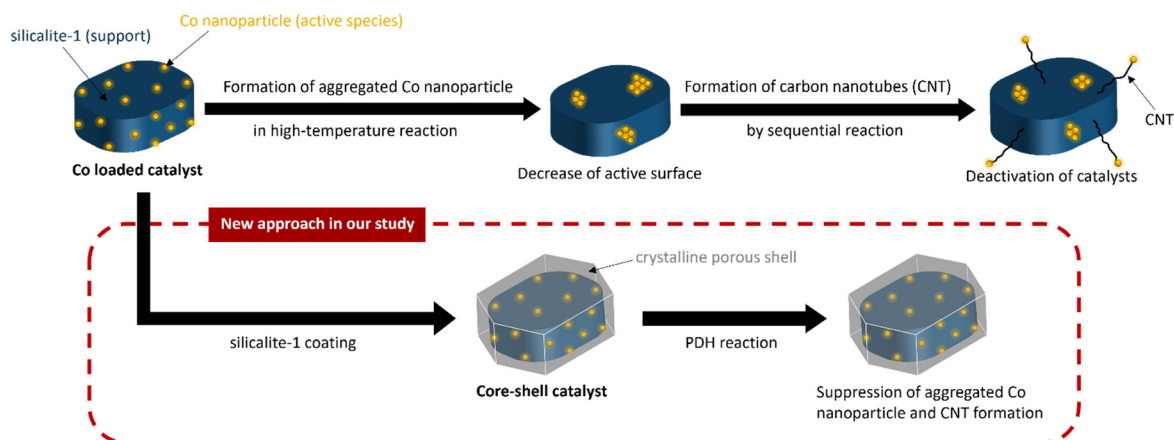 Co nanoparticle (active species)
silicalite-1 (support)
Formation of aggregated Co nanoparticle
in high-temperature reaction
Formation of carbon nanotubes (CNT)
by sequential reaction
CNT
Co loaded catalyst
Decrease of active surface
Deactivation of catalysts
New approach in our study
crystalline porous shell
silicalite-1 coating
PDH reaction
Core-shell catalyst
Suppression of aggregated Co
nanoparticle and CNT formation